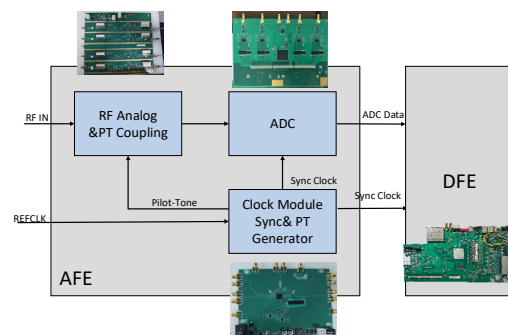 RF IN
RF Analog
&PT Coupling
ADC
ADC Data
Sync Clock
Pilot-Tone
Sync Clock
REFCLK
Clock Module
Sync& PT
Generator
DFE
AFE